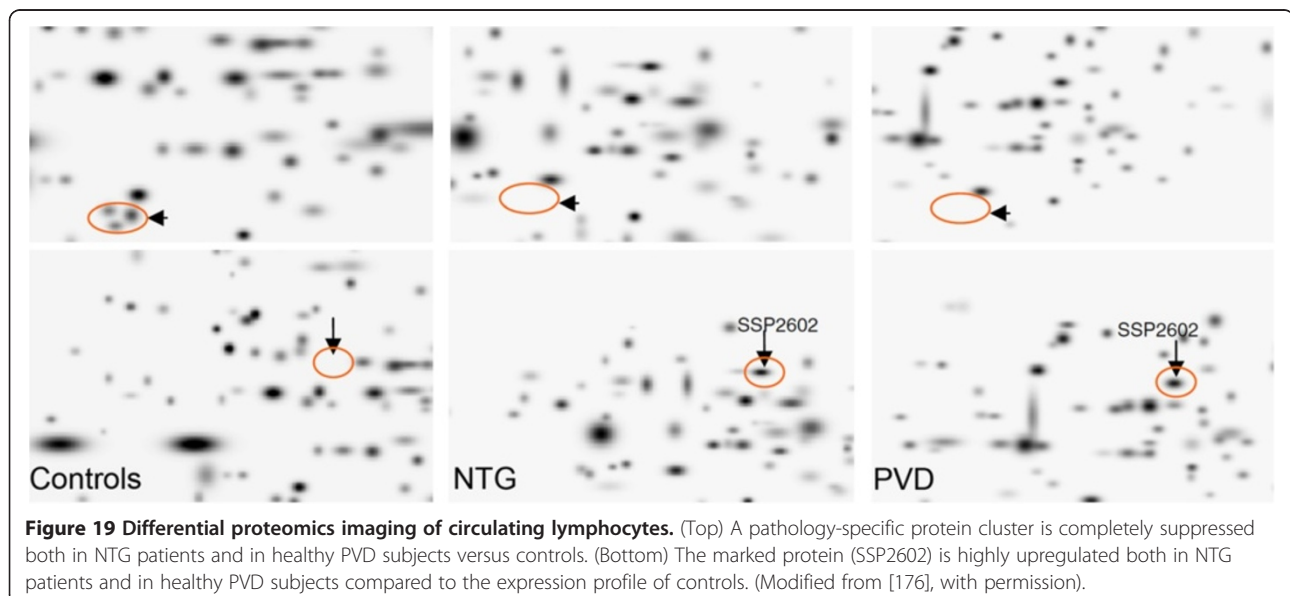 SSP2602
SSP2602
Controls
NTG
PVD
Figure 19 Differential proteomics imaging of circulating lymphocytes. (Top) A pathology-specific protein cluster is completely suppressed
both in NTG patients and in healthy PVD subjects versus controls. (Bottom) The marked protein (SSP2602) is highly upregulated both in NTG
patients and in healthy PVD subjects compared to the expression profile of controls. (Modified from [176], with permission).